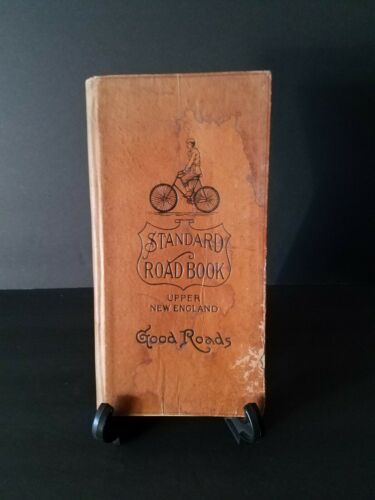 STANDARD
ROAD BOOK
UPPER
NEW ENGLAND
Good Roads